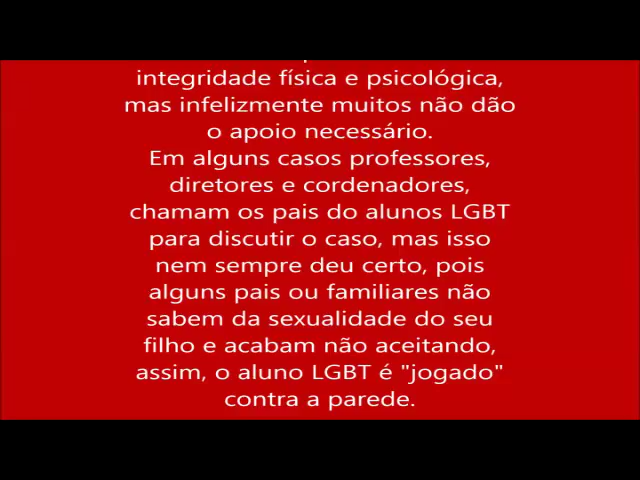 integridade física e psicológica,
mas infelizmente muitos não dão
o apoio necessário.
Em alguns casos professores,
diretores e cordenadores,
chamam os pais do alunos LGBT
para discutir o caso, mas isso
nem sempre deu certo, pois
alguns pais ou familiares não
sabem da sexualidade do seu
filho e acabam não aceitando,
assim, o aluno LGBT é "jogado"
contra a parede.